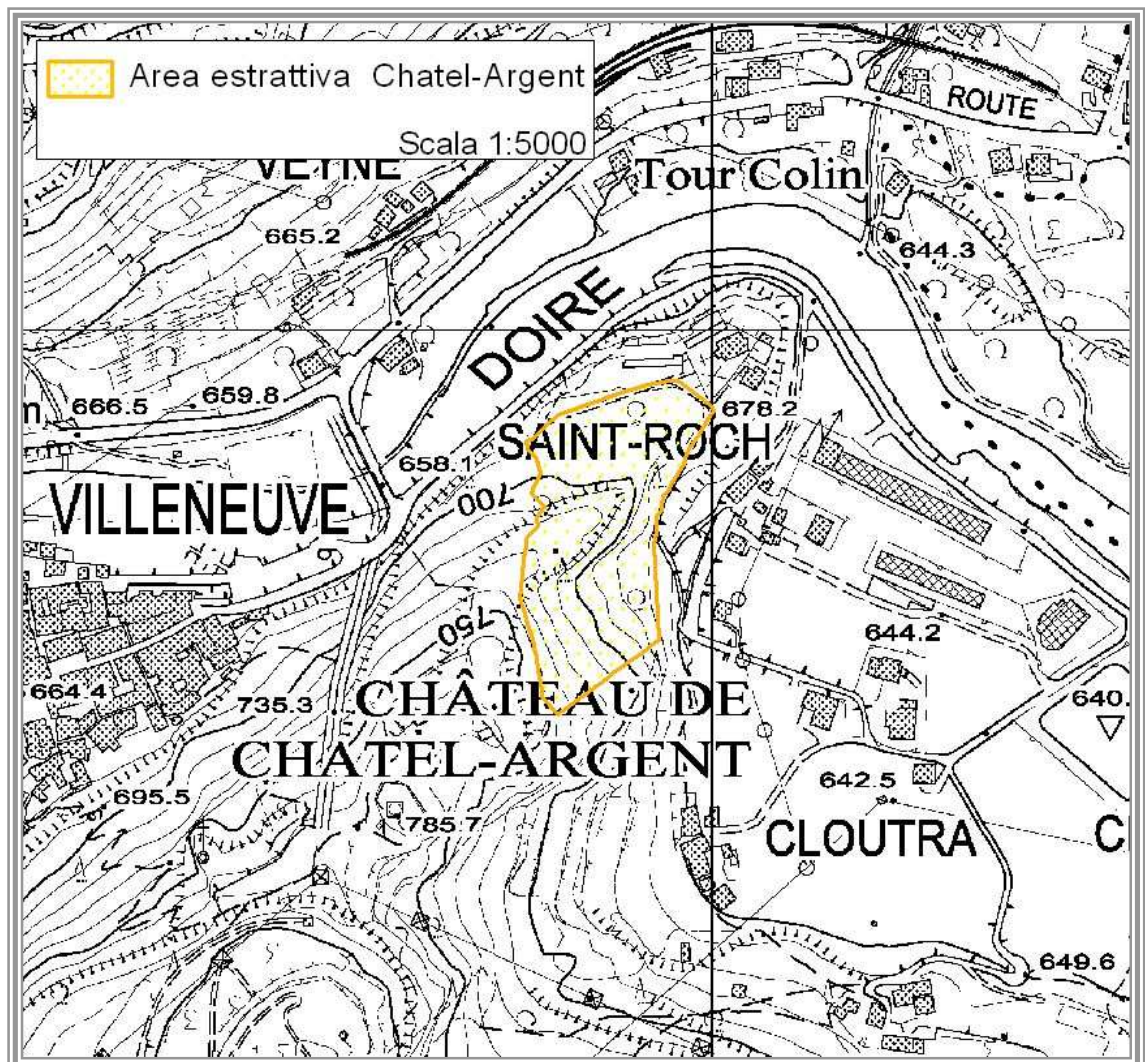 Area estrattiva Chatel-Argent
Scala 1:5000
VEYNE
ROUTE
Tour Colin
665.2
644.3
DOIRE
666.5
659.8
678.2
SAINT-ROCH
658.1
700
VILLENEUVE
750
644.2
664.4
735.3
CHÂTEAU DE
CHATEL-ARGENT
640.
695.5
642.5
785.7
CLOUTRA
C
649.6